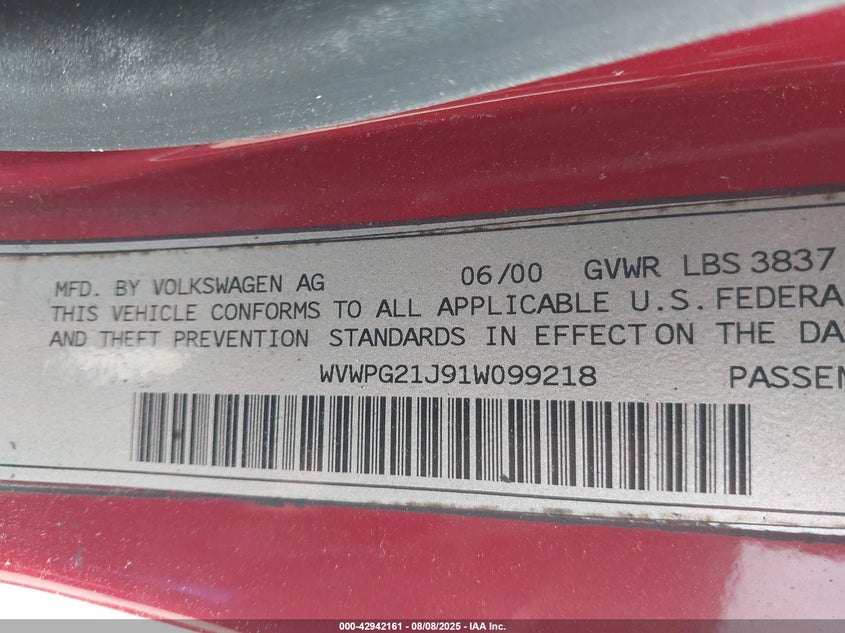 MFD. BY VOLKSWAGEN AG 06/00 GVWR LBS 3837
THIS VEHICLE CONFORMS TO ALL APPLICABLE U.S. FEDERA
AND THEFT PREVENTION STANDARDS IN EFFECT ON THE DA
WVWPG21J91W099218 PASSEN
000-42942161 - 08/08/2025 - IAA Inc.